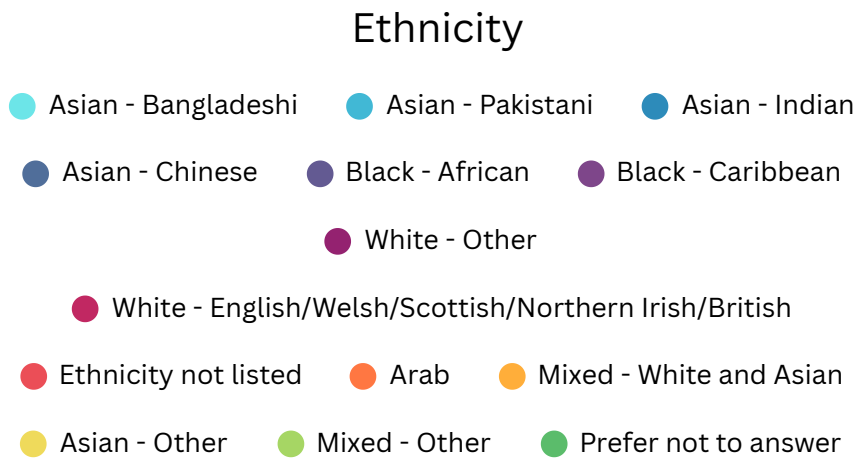 Ethnicity
Asian - Bangladeshi Asian - Pakistani Asian - Indian
Asian - Chinese Black - African Black - Caribbean
White - Other
White - English/Welsh/Scottish/Northern Irish/British
Ethnicity not listed Arab Mixed - White and Asian
Asian - Other Mixed - Other Prefer not to answer